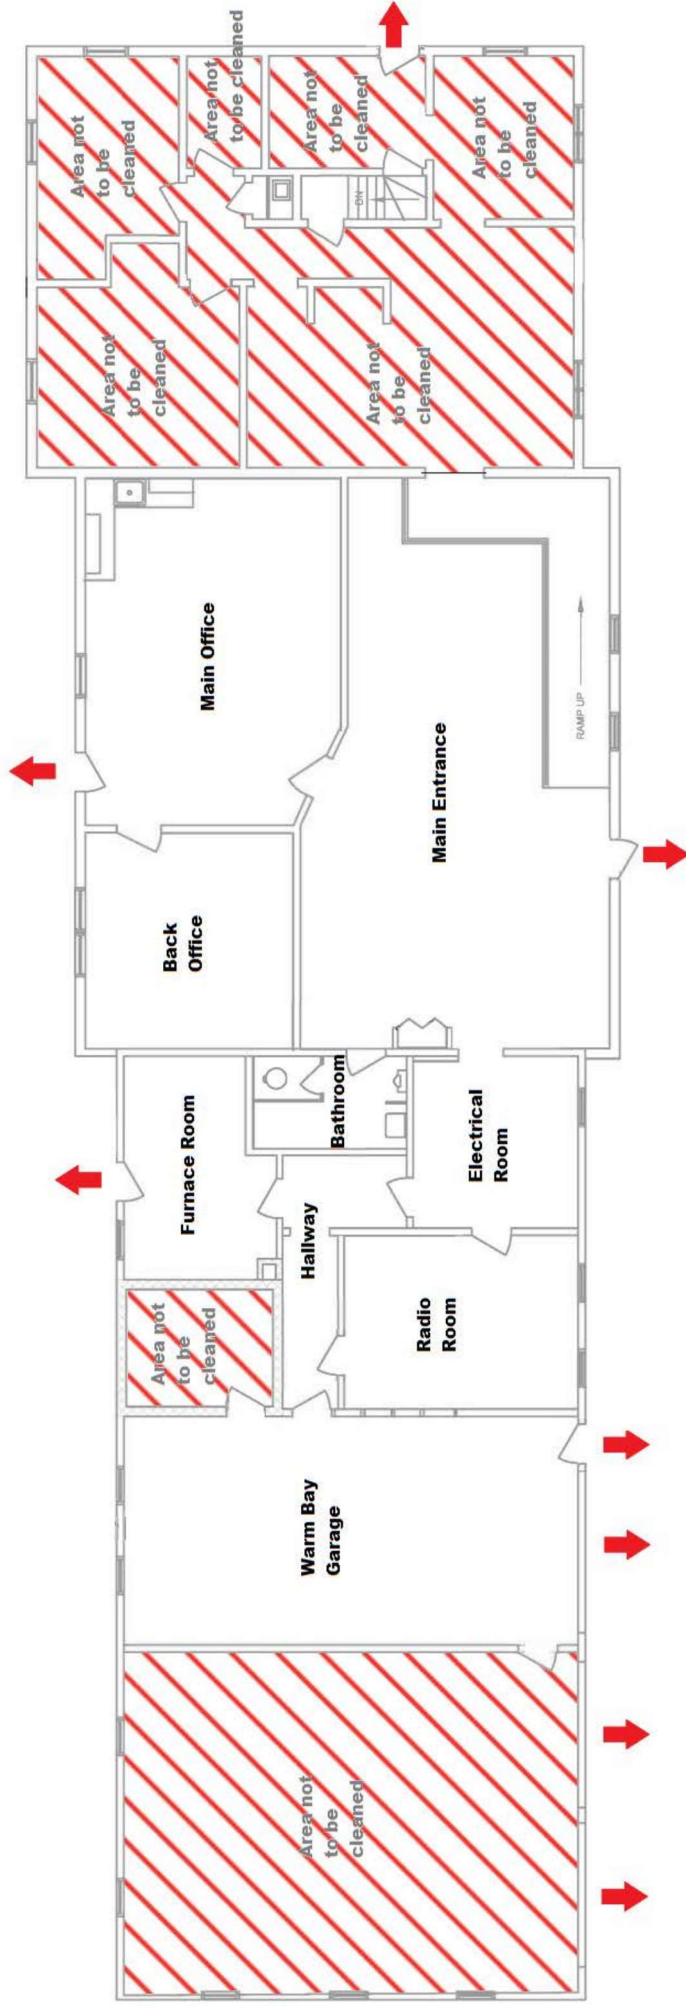 Area not
to be
cleaned
Area not
to be cleaned
Area not
to be
cleaned
Area not
to be
cleaned
DN
Area not
to be
cleaned
Area not
to be
cleaned
Main Office
RAMP UP
Main Entrance
Back
Office
Bathroom
Electrical
Room
Furnace Room
Hallway
Radio
Room
Area not
to be
cleaned
Warm Bay
Garage
Area not
to be
cleaned